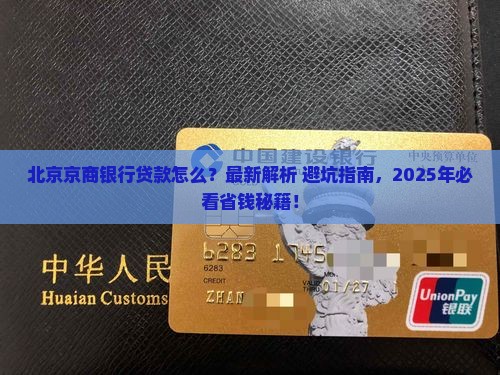 中国建设银行
中央预算单位
北京京商银行贷款怎么？最新解析 避坑指南，2025年必
看省钱秘籍！
6283 1745
6283
CREDIT
VALID THRU
01/27
ZHAN
中华人民
Huaian Customs
UnionPay
银联